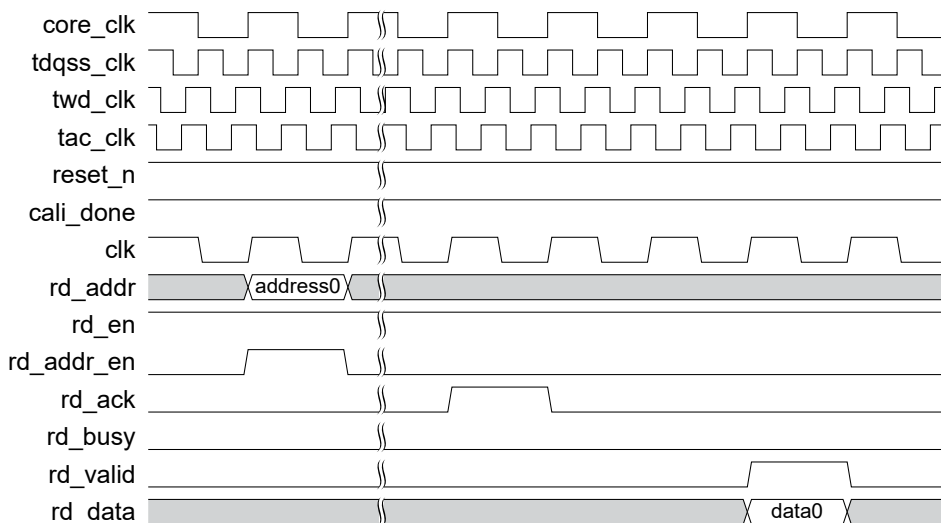 core_clk
tdqss_clk
twd_clk
tac_clk
reset_n
cali_done
clk
rd_addr address0
rd_en
rd_addr_en
rd_ack
rd_busy
rd_valid
rd_data data0